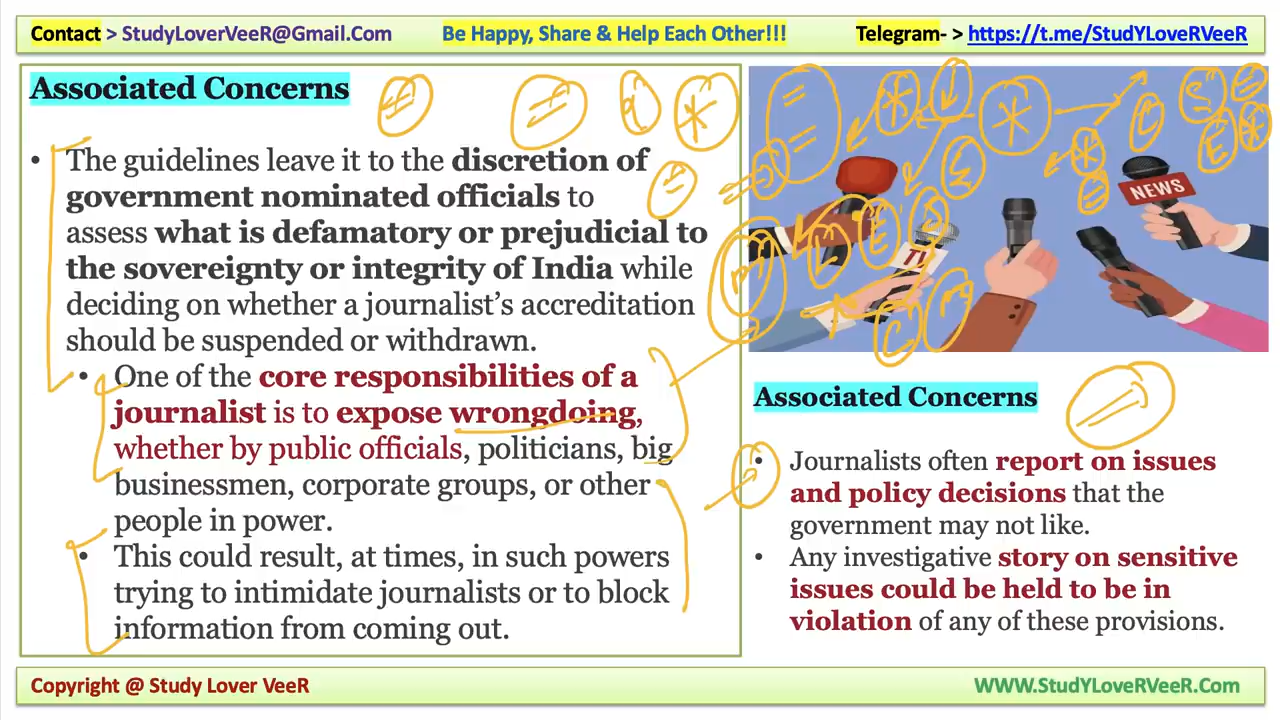 Contact > StudyLoverVeeR@Gmail.Com Be Happy, Share & Help Each Other!!! Telegram- > https://t.me/StudYLoVeRVeeR
Associated Concerns
• The guidelines leave it to the discretion of
government nominated officials to
assess what is defamatory or prejudicial to
the sovereignty or integrity of India while
deciding on whether a journalist’s accreditation
should be suspended or withdrawn.
• One of the core responsibilities of a
journalist is to expose wrongdoing,
whether by public officials, politicians, big
businessmen, corporate groups, or other
people in power.
• This could result, at times, in such powers
trying to intimidate journalists or to block
information from coming out.
NEWS
Associated Concerns
• Journalists often report on issues
and policy decisions that the
government may not like.
• Any investigative story on sensitive
issues could be held to be in
violation of any of these provisions.
Copyright @ Study Lover VeeR WWW.StudYLoveRVeeR.Com